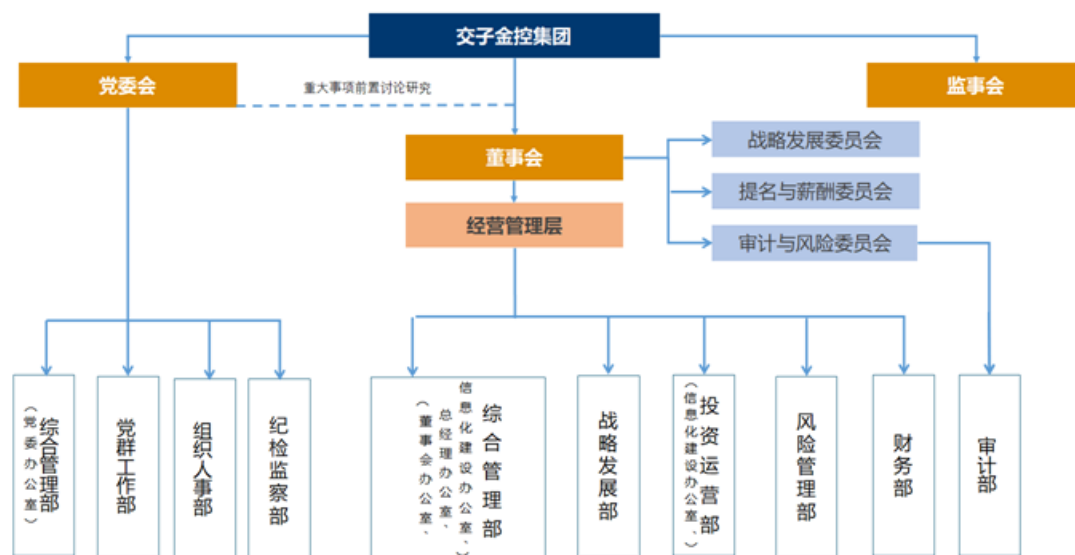 交子金控集团
党委会
重大事项前置讨论研究
监事会
董事会
战略发展委员会
提名与薪酬委员会
审计与风险委员会
经营管理层
综合管理部
（党委办公室）
党群工作部
组织人事部
纪检监察部
综合管理部
（董事会办公室、
总经理办公室、
信息化建设办公室、）
战略发展部
投资运营部
（信息化建设办公室、）
风险管理部
财务部
审计部